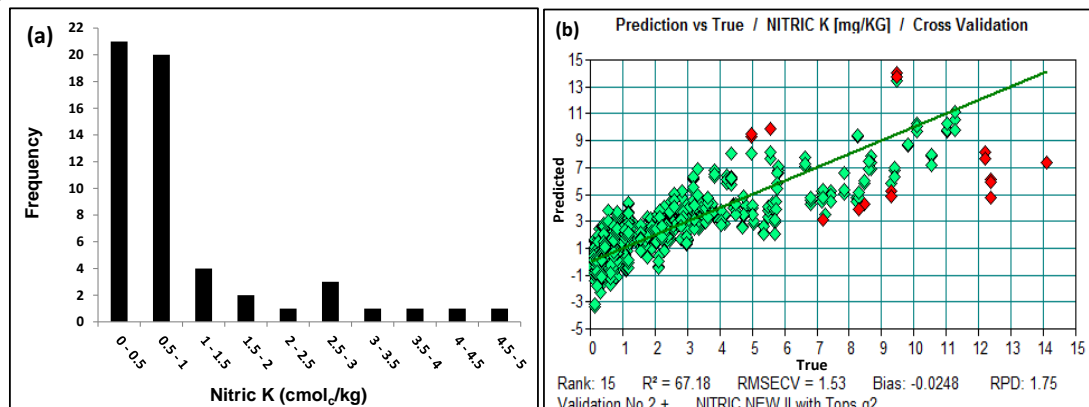 (a)
Frequency
22
20
18
16
14
12
10
8
6
4
2
0
0 - 0.5
0.5 - 1
1 - 1.5
1.5 - 2
2 - 2.5
2.5 - 3
3 - 3.5
3.5 - 4
4 - 4.5
4.5 - 5
Nitric K (cmolc/kg)
(b)
Prediction vs True / NITRIC K [mg/KG] / Cross Validation
Predicted
15
13
11
9
7
5
3
1
-1
-3
-5
0 1 2 3 4 5 6 7 8 9 10 11 12 13 14 15
True
Rank: 15 R² = 67.18 RMSECV = 1.53 Bias: -0.0248 RPD: 1.75
Validation No 2 +